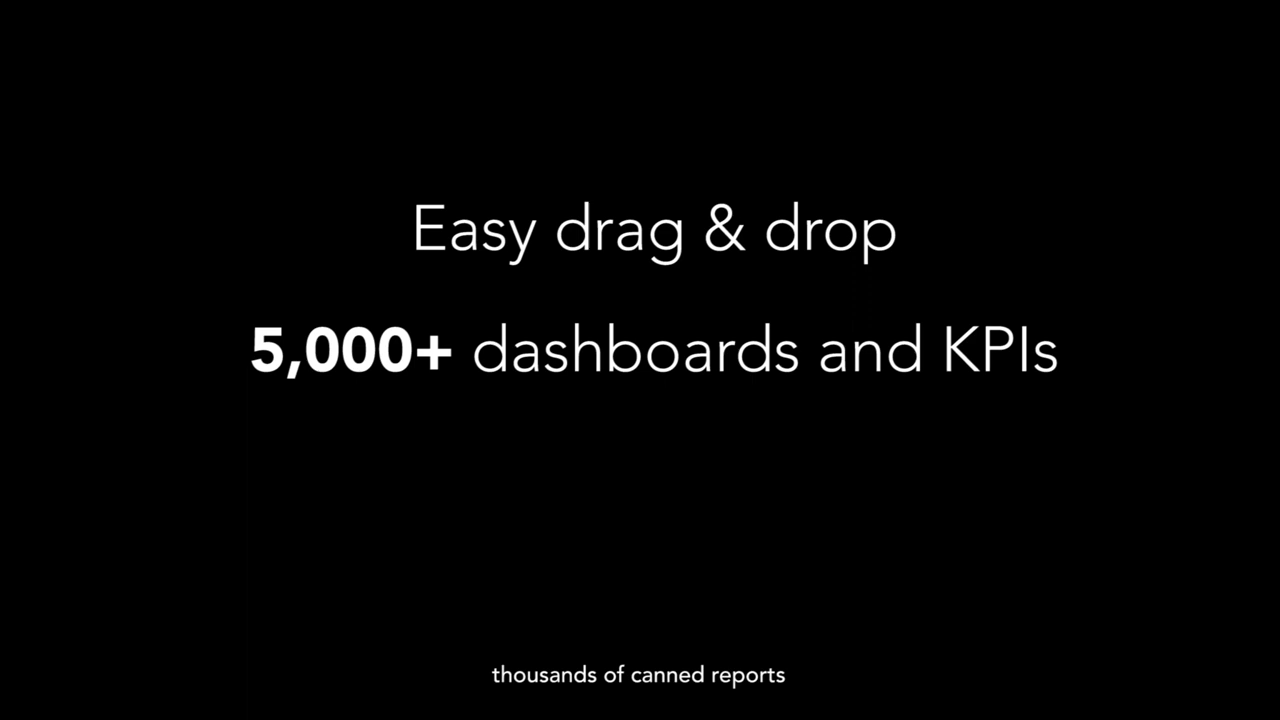 Easy drag & drop
5,000+ dashboards and KPIs
thousands of canned reports